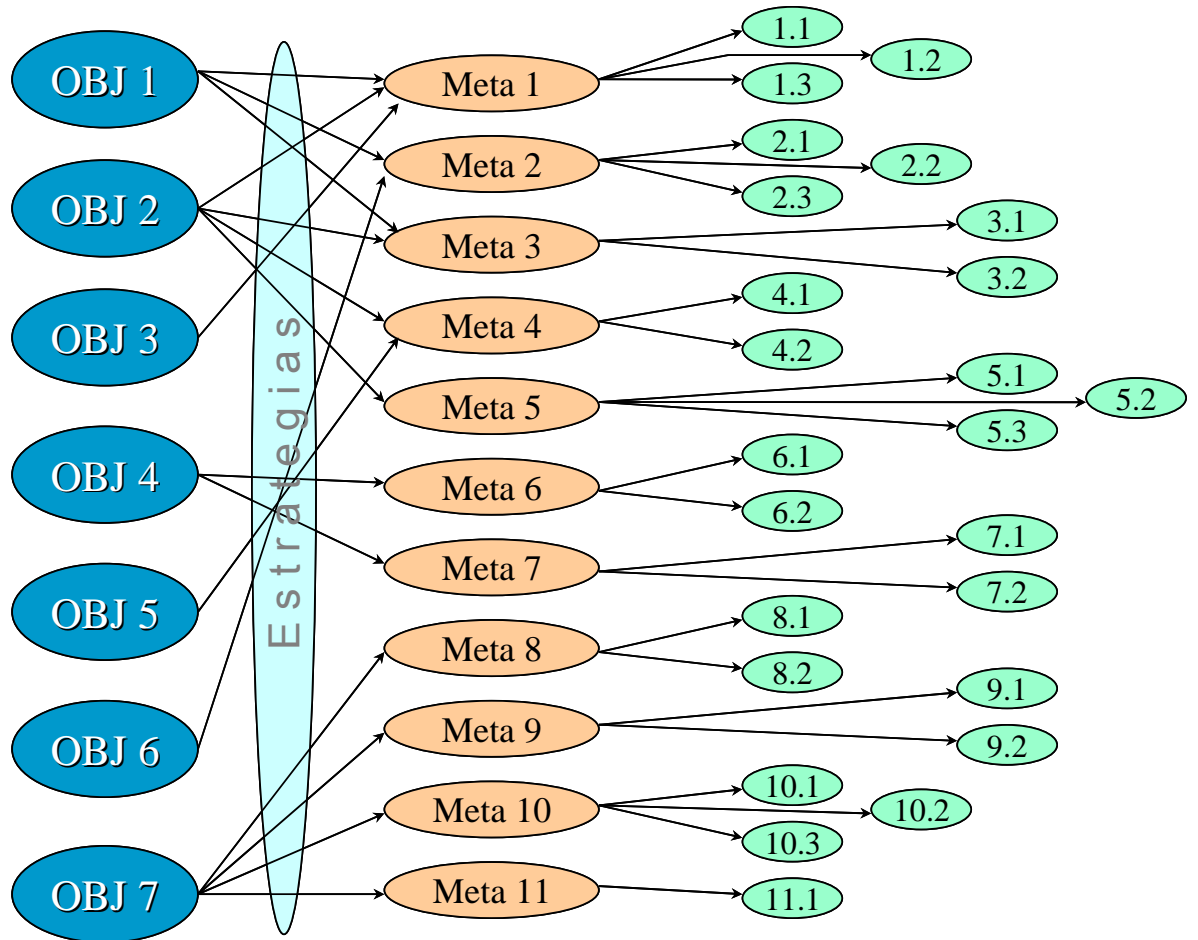 OBJ 1
OBJ 2
OBJ 3
OBJ 4
OBJ 5
OBJ 6
OBJ 7
Estrategias
Meta 1
Meta 2
Meta 3
Meta 4
Meta 5
Meta 6
Meta 7
Meta 8
Meta 9
Meta 10
Meta 11
1.1
1.2
1.3
2.1
2.2
2.3
3.1
3.2
4.1
4.2
5.1
5.2
5.3
6.1
6.2
7.1
7.2
8.1
8.2
9.1
9.2
10.1
10.2
10.3
11.1